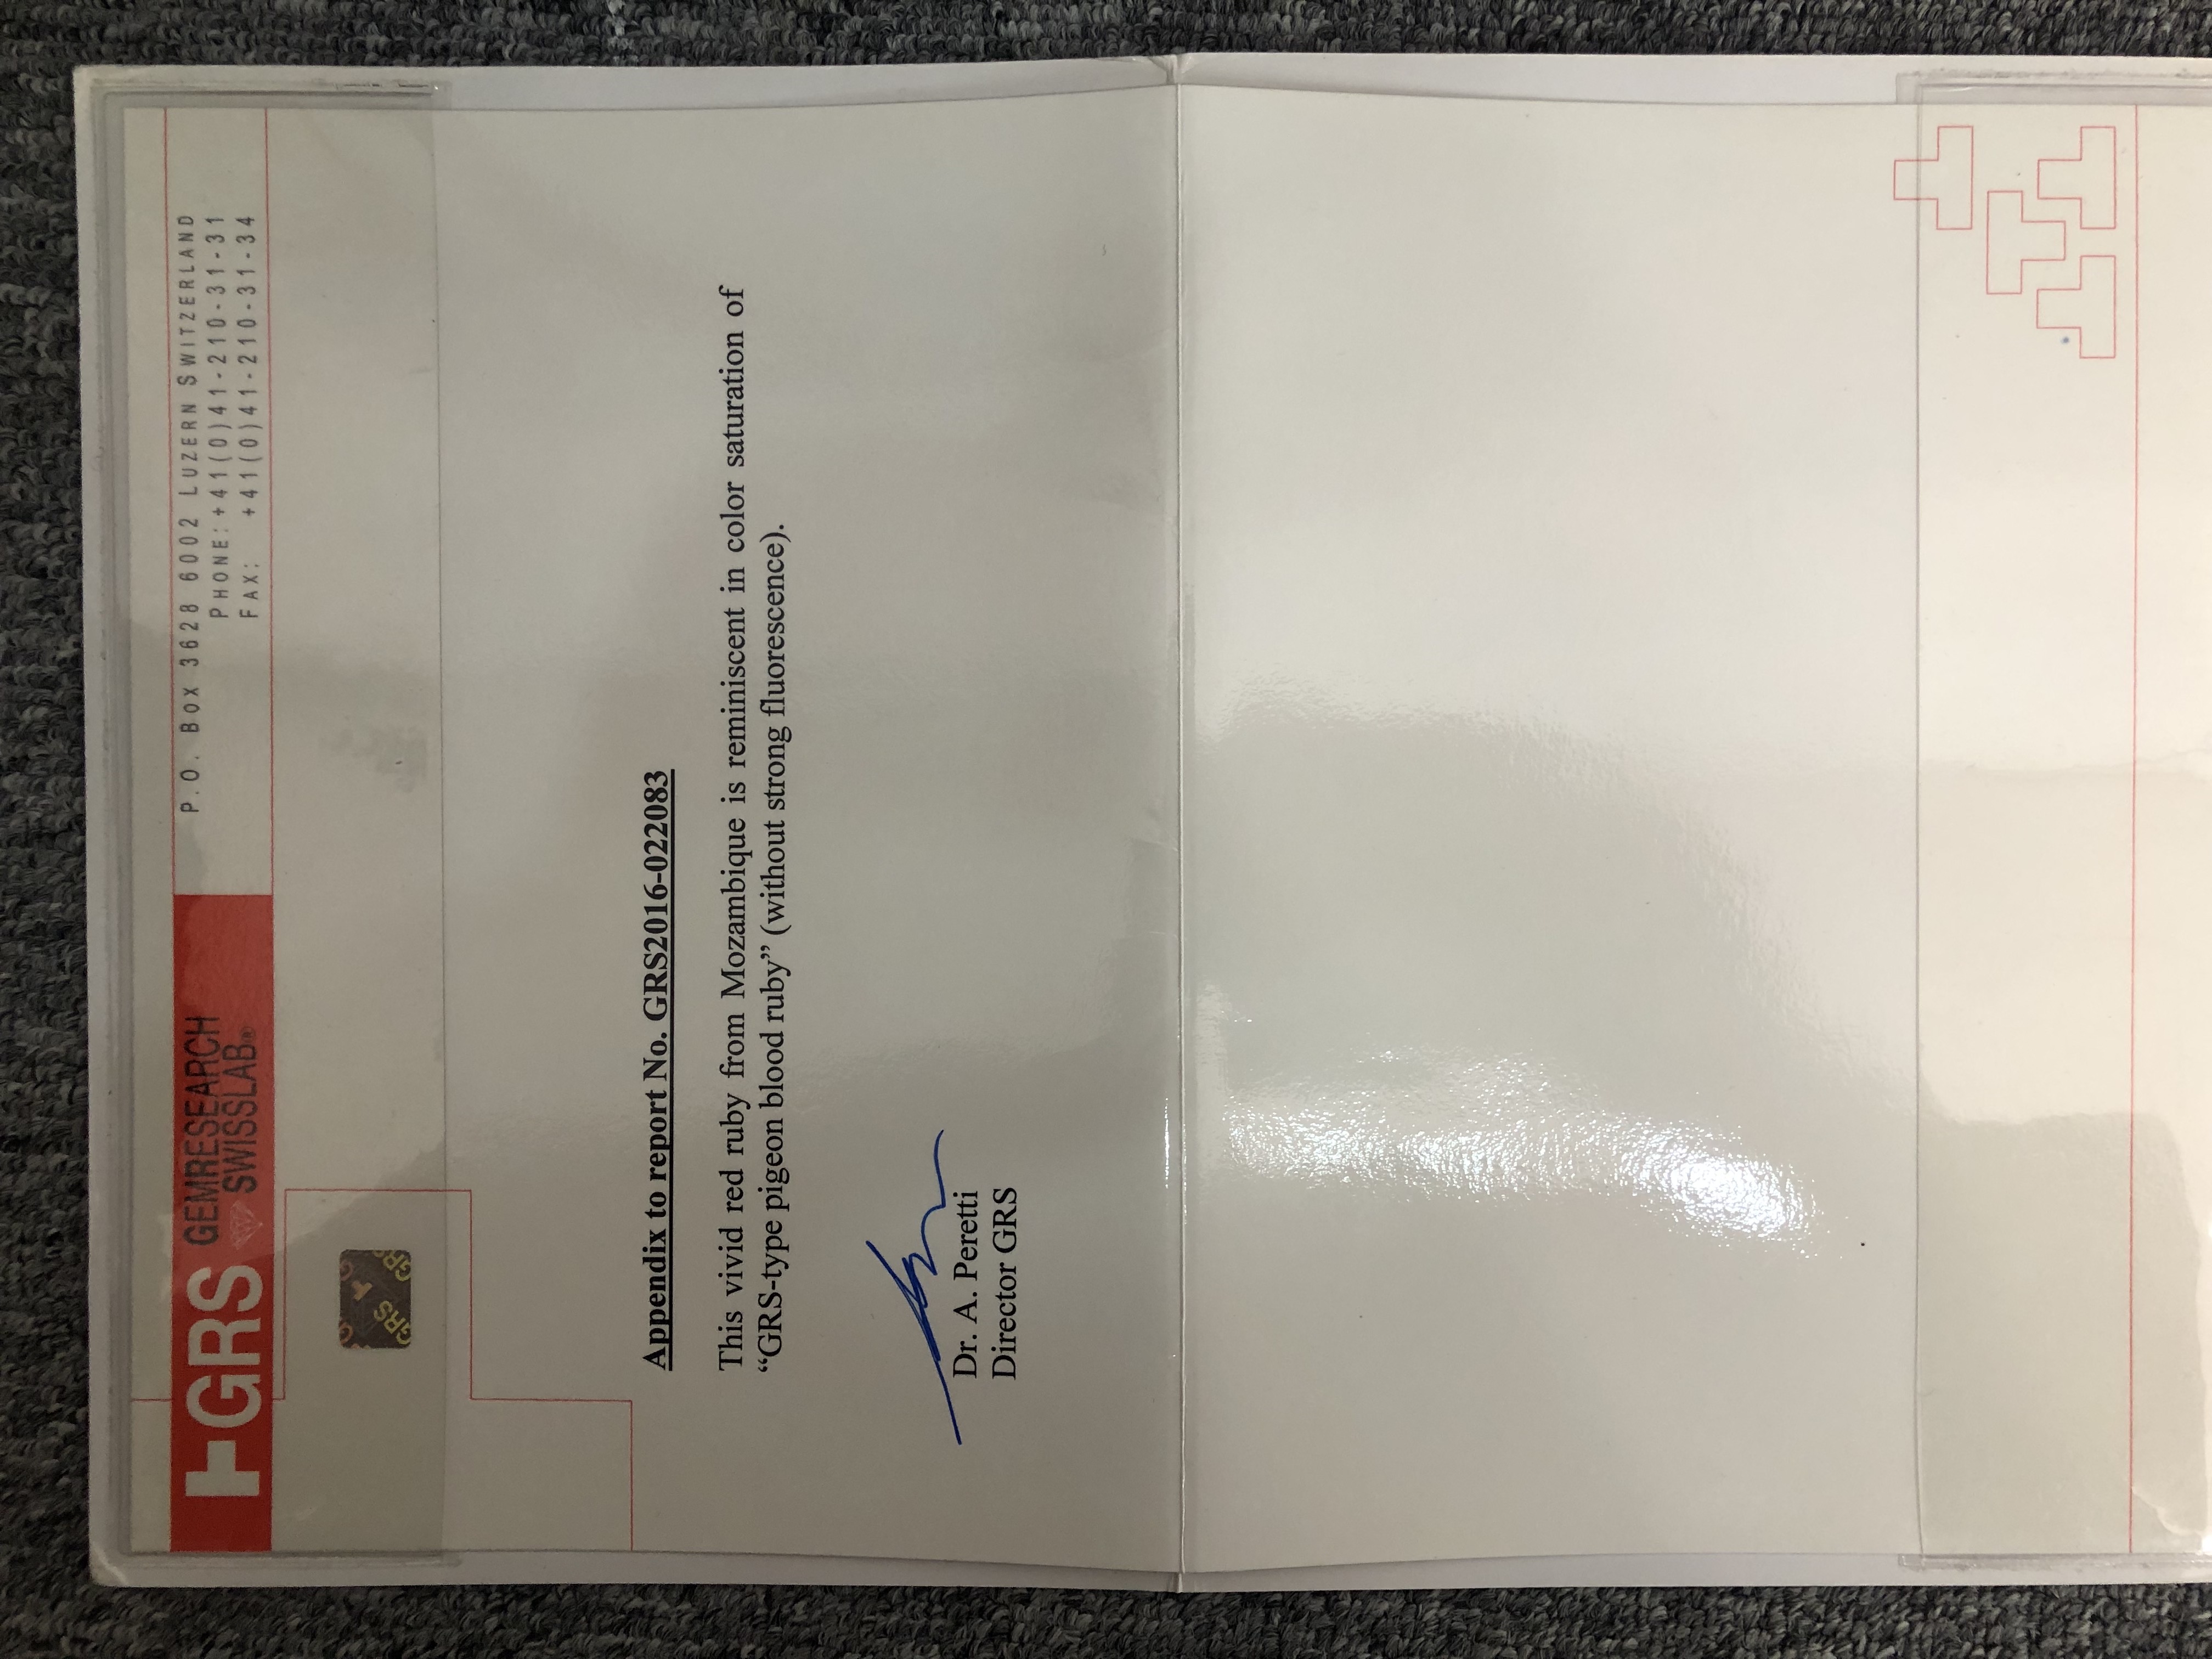 GRS GEMRESEARCH
SWISSLAB®
P.O. BOX 3628 6002 LUZERN SWITZERLAND
PHONE: +41(0)41-210-31-31
FAX: +41(0)41-210-31-34
GRS
GRS
Appendix to report No. GRS2016-022083
This vivid red ruby from Mozambique is reminiscent in color saturation of
“GRS-type pigeon blood ruby” (without strong fluorescence).
Dr. A. Peretti
Director GRS